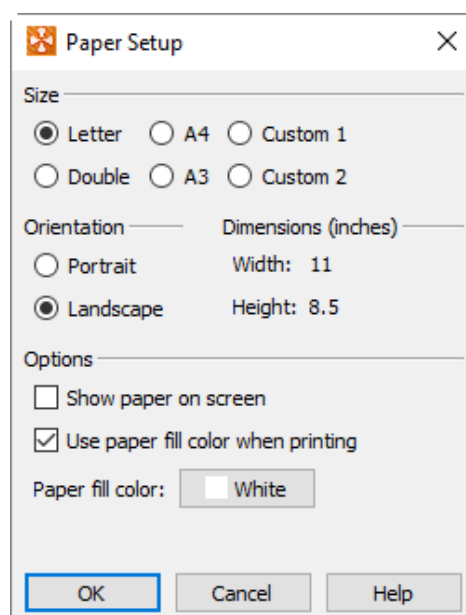 Paper Setup
Size
Letter A4 Custom 1
Double A3 Custom 2
Orientation Dimensions (inches)
Portrait Width: 11
Landscape Height: 8.5
Options
Show paper on screen
Use paper fill color when printing
Paper fill color: White
OK Cancel Help